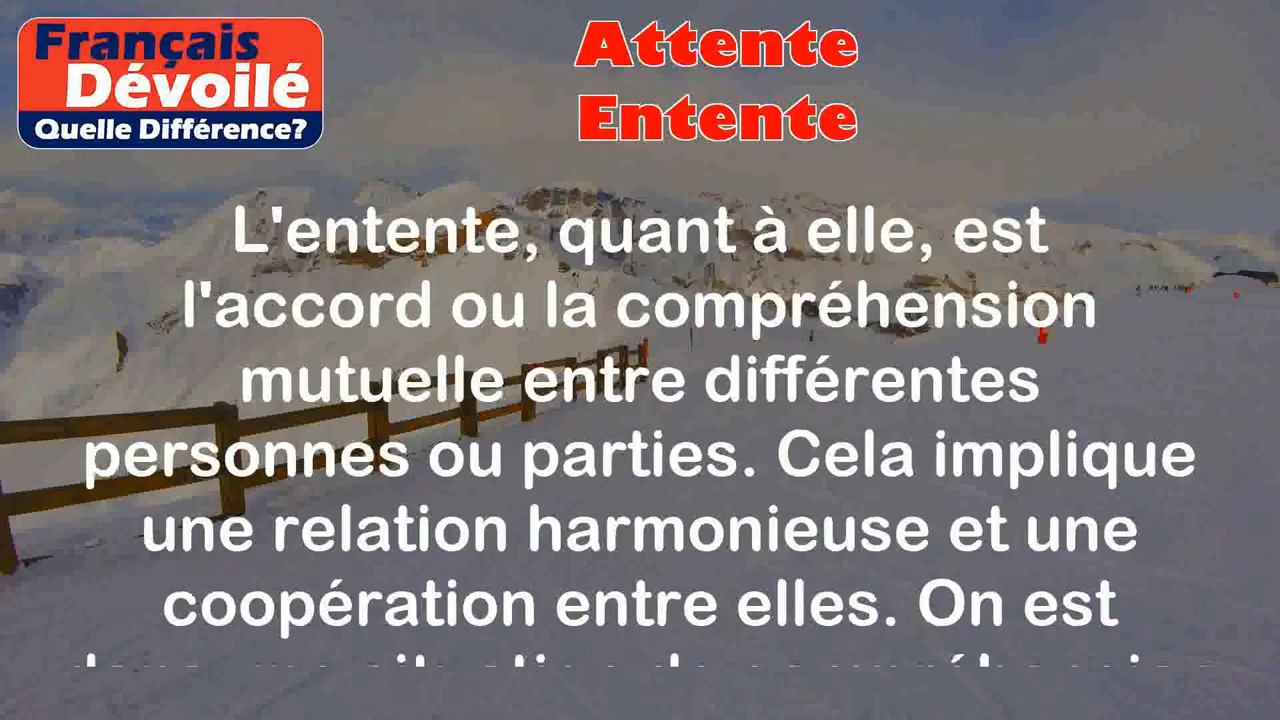 Français
Dévoilé
Quelle Différence?
Attente
Entente
L'entente, quant à elle, est
l'accord ou la compréhension
mutuelle entre différentes
personnes ou parties. Cela implique
une relation harmonieuse et une
coopération entre elles. On est